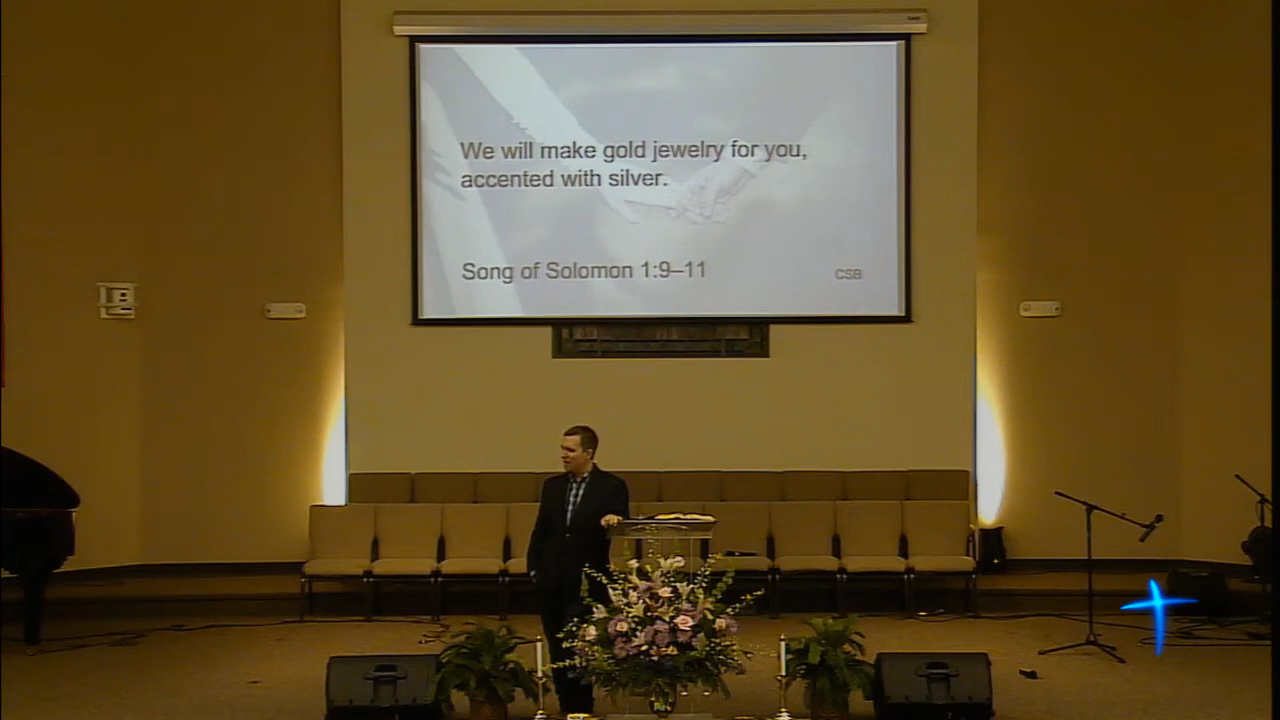 We will make gold jewelry for you,
accented with silver.
Song of Solomon 1:9–11
CSB